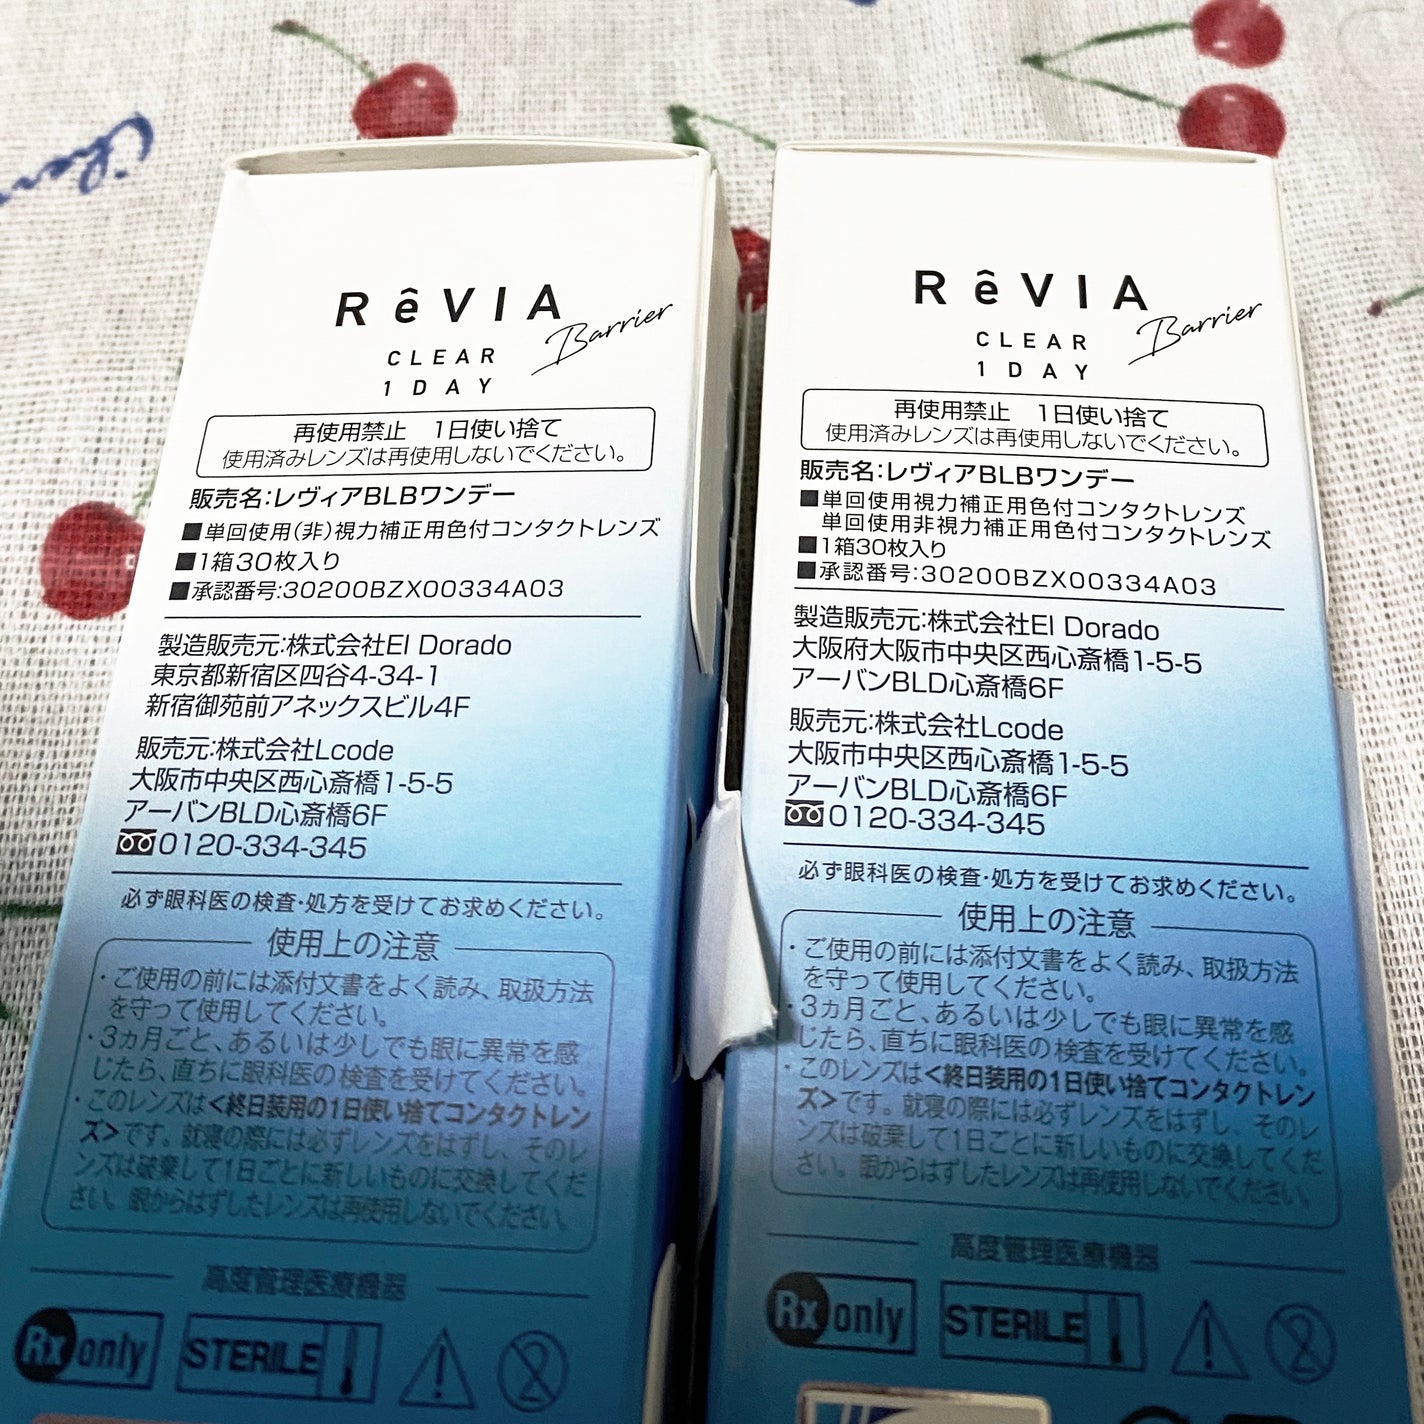 RêVIA
Barrier
CLEAR
1 DAY
再使用禁止　1日使い捨て
使用済みレンズは再使用しないでください。
販売名:レヴィアBLBワンデー
■単回使用(非)視力補正用色付コンタクトレンズ
■1箱30枚入り
■承認番号:30200BZX00334A03
製造販売元:株式会社El Dorado
東京都新宿区四谷4-34-1
新宿御苑前アネックスビル4F
販売元:株式会社Lcode
大阪市中央区西心斎橋1-5-5
アーバンBLD心斎橋6F
0120-334-345
必ず眼科医の検査・処方を受けてお求めください。
使用上の注意
・ご使用の前には添付文書をよく読み、取扱方法
を守って使用してください。
・3ヵ月ごと、あるいは少しでも眼に異常を感
じたら、直ちに眼科医の検査を受けてください。
・このレンズは<終日装用の1日使い捨てコンタクトレン
ズ>です。就寝の際には必ずレンズをはずし、そのレ
ンズは破棄して1日ごとに新しいものに交換してくだ
さい。眼からはずしたレンズは再使用しないでください。
高度管理医療機器
Rx only
STERILE
RêVIA
Barrier
CLEAR
1 DAY
再使用禁止　1日使い捨て
使用済みレンズは再使用しないでください。
販売名:レヴィアBLBワンデー
■単回使用視力補正用色付コンタクトレンズ
単回使用非視力補正用色付コンタクトレンズ
■1箱30枚入り
■承認番号:30200BZX00334A03
製造販売元:株式会社El Dorado
大阪府大阪市中央区西心斎橋1-5-5
アーバンBLD心斎橋6F
販売元:株式会社Lcode
大阪市中央区西心斎橋1-5-5
アーバンBLD心斎橋6F
0120-334-345
必ず眼科医の検査・処方を受けてお求めください。
使用上の注意
・ご使用の前には添付文書をよく読み、取扱方法
を守って使用してください。
・3ヵ月ごと、あるいは少しでも眼に異常を感
じたら、直ちに眼科医の検査を受けてください。
・このレンズは<終日装用の1日使い捨てコンタクトレン
ズ>です。就寝の際には必ずレンズをはずし、そのレ
ンズは破棄して1日ごとに新しいものに交換してくだ
さい。眼からはずしたレンズは再使用しないでください。
高度管理医療機器
Rx only
STERILE